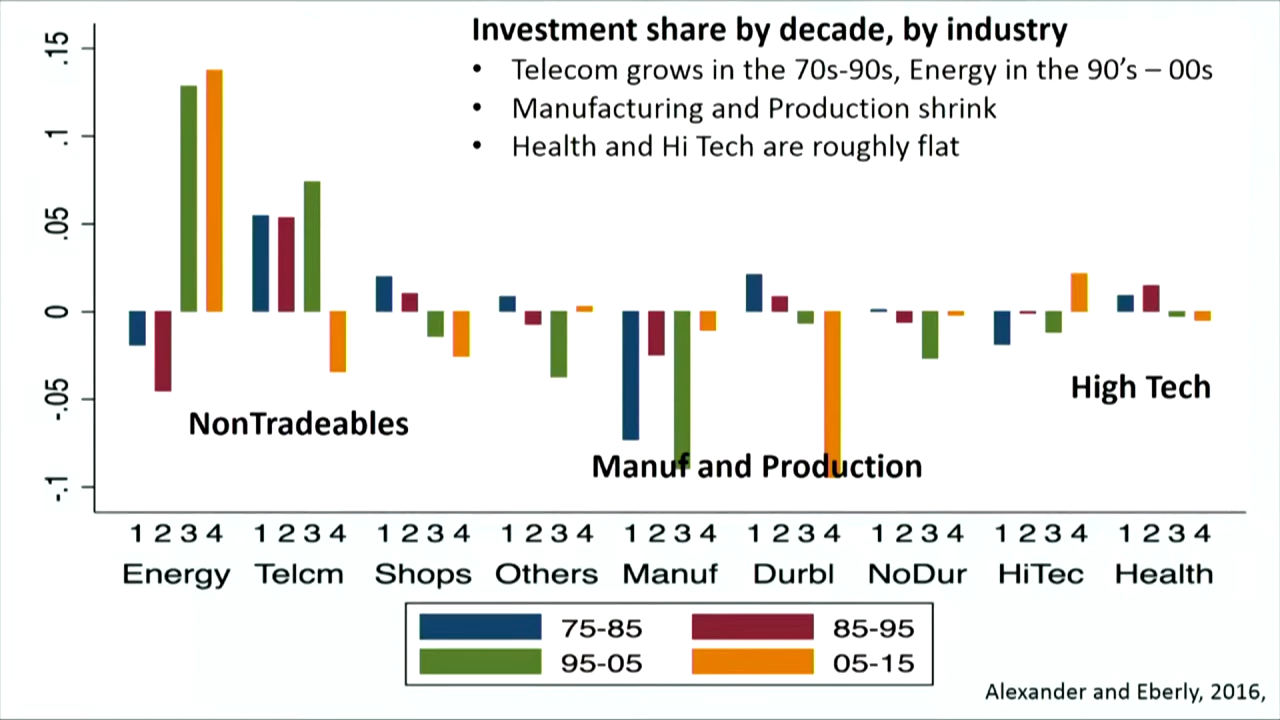 Investment share by decade, by industry
• Telecom grows in the 70s-90s, Energy in the 90’s – 00s
• Manufacturing and Production shrink
• Health and Hi Tech are roughly flat
.15
.1
.05
0
-.05
-.1
NonTradeables
Manuf and Production
High Tech
1 2 3 4 1 2 3 4 1 2 3 4 1 2 3 4 1 2 3 4 1 2 3 4 1 2 3 4 1 2 3 4 1 2 3 4
Energy Telcm Shops Others Manuf Durbl NoDur HiTec Health
75-85 85-95
95-05 05-15
Alexander and Eberly, 2016,